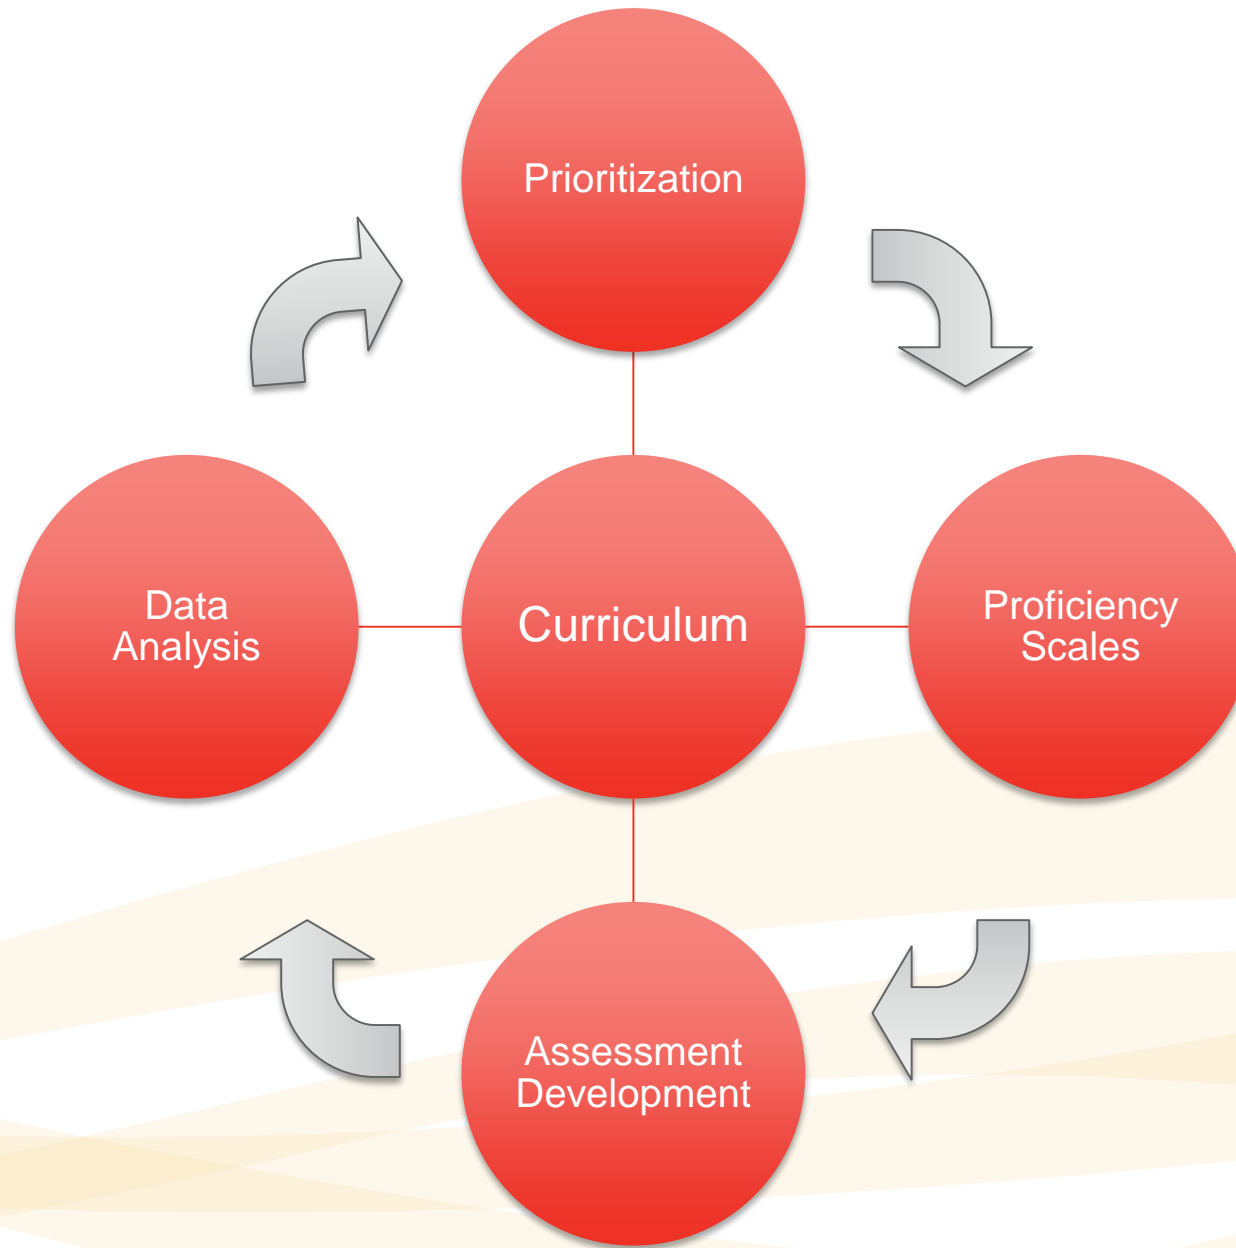 Prioritization
Data
Analysis
Curriculum
Proficiency
Scales
Assessment
Development